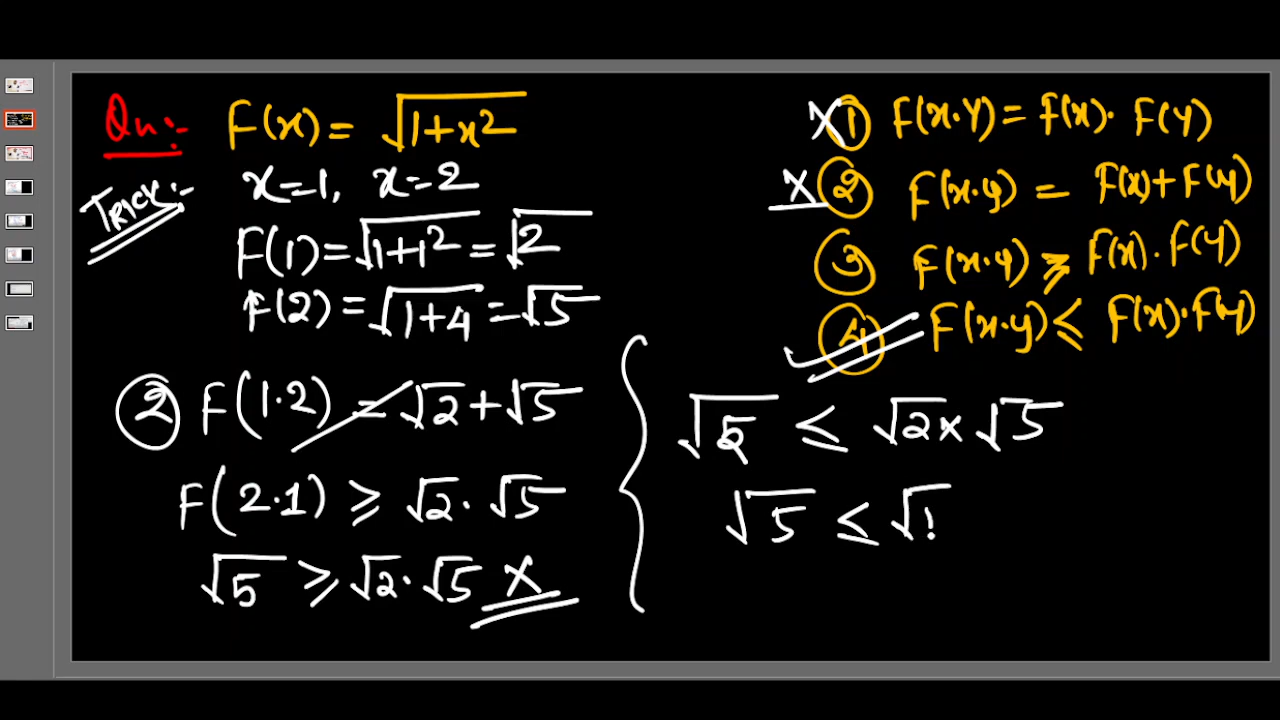 Qn:- F(x) = √1+x²
Trick:- x=1, x=2
F(1) = √1+1² = √2
F(2) = √1+4 = √5
② F(1·2) = √2 + √5
F(2·1) ≥ √2 · √5
√5 ≥ √2 · √5 X
X ① F(x·y) = F(x) · F(y)
X ② F(x·y) = F(x) + F(y)
③ F(x·y) ≥ F(x) · F(y)
④ F(x·y) ≤ F(x) · F(y)
√5 ≤ √2 × √5
√5 ≤ √1